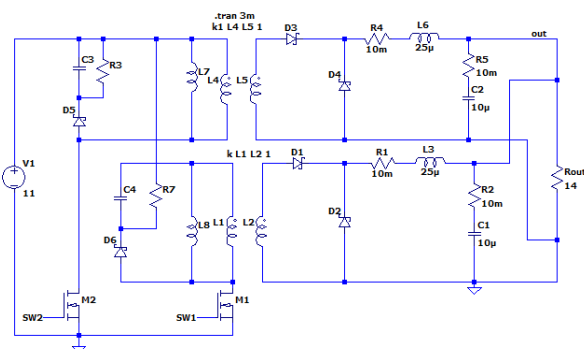 .tran 3m
k1 L4 L5 1
D3
R4
10m
L6
25µ
out
C3
R3
L7
L4
L5
D4
R5
10m
C2
10µ
D5
V1
11
k L1 L2 1
D1
R1
10m
L3
25µ
Rout
14
C4
R7
L8
L1
L2
D2
R2
10m
C1
10µ
D6
M2
SW2
M1
SW1